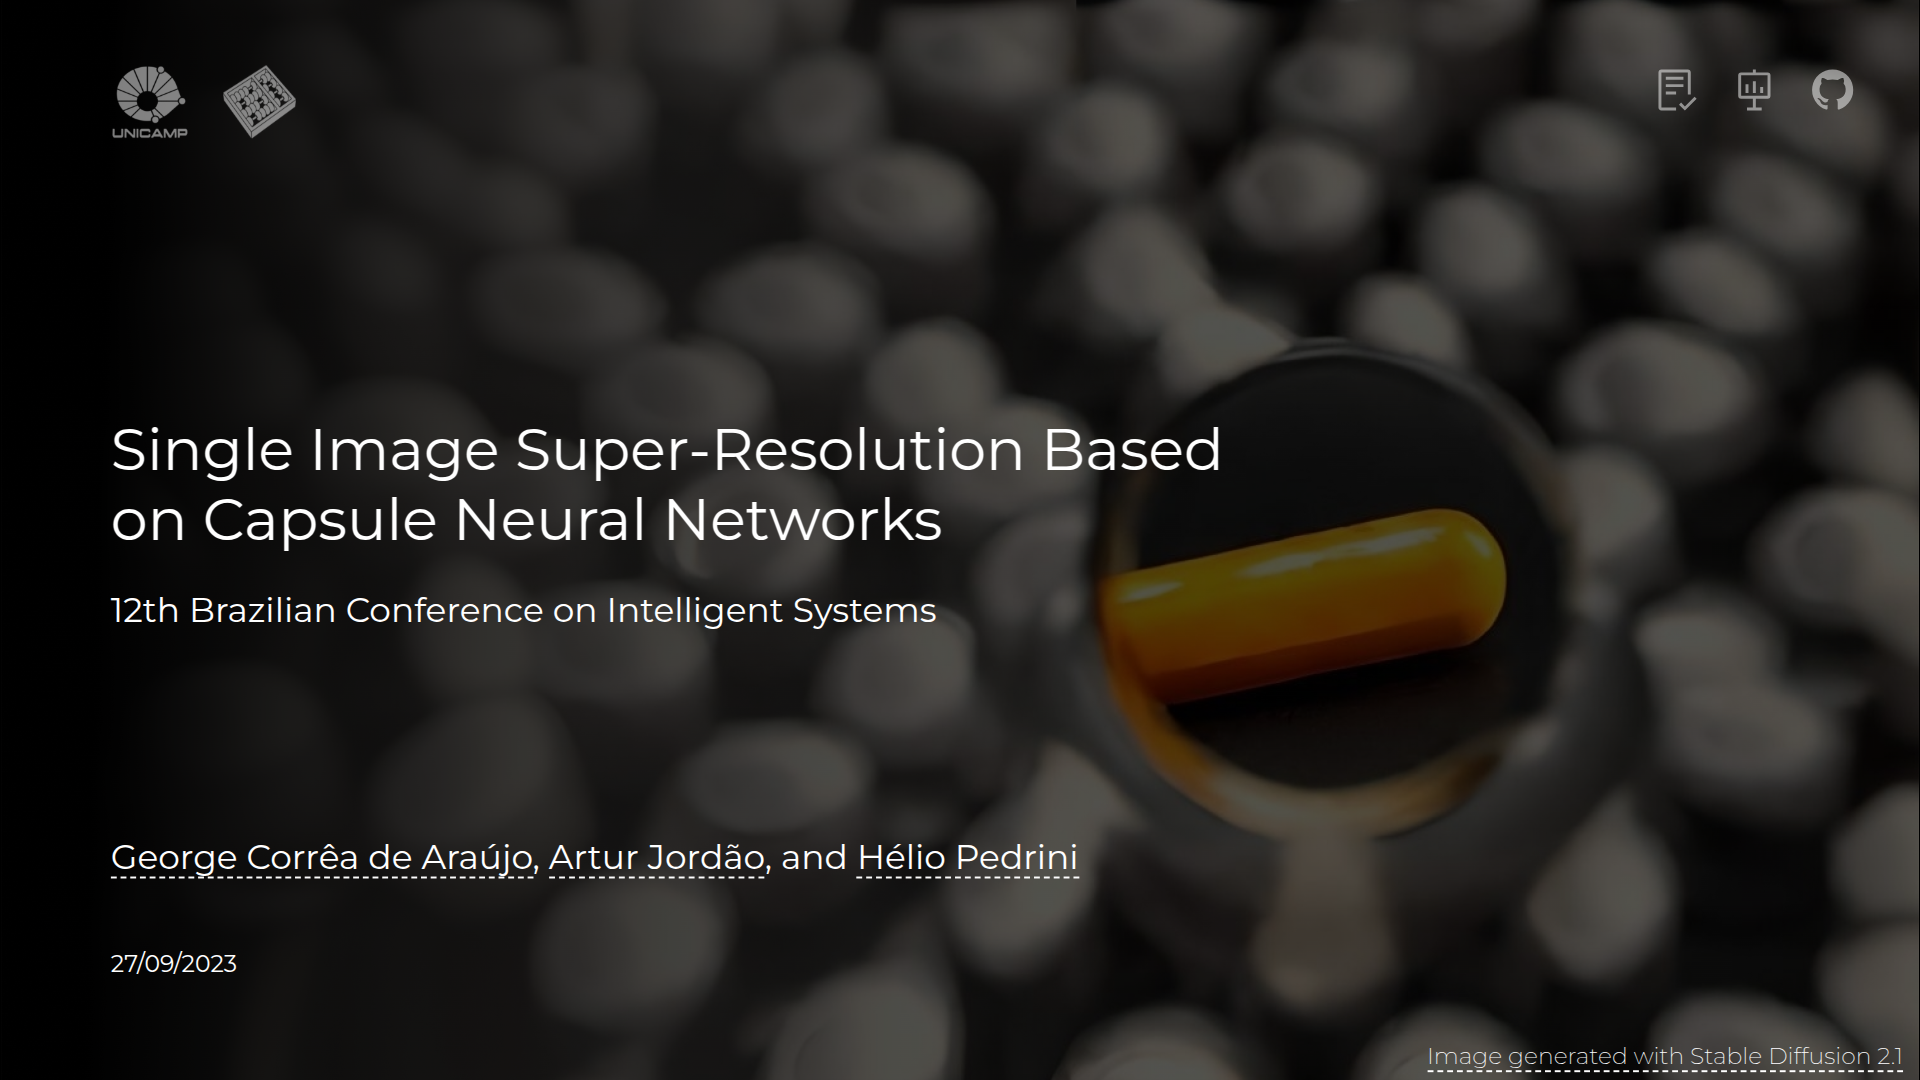 UNICAMP
Single Image Super-Resolution Based
on Capsule Neural Networks
12th Brazilian Conference on Intelligent Systems
George Corrêa de Araújo, Artur Jordão, and Hélio Pedrini
27/09/2023
Image generated with Stable Diffusion 2.1